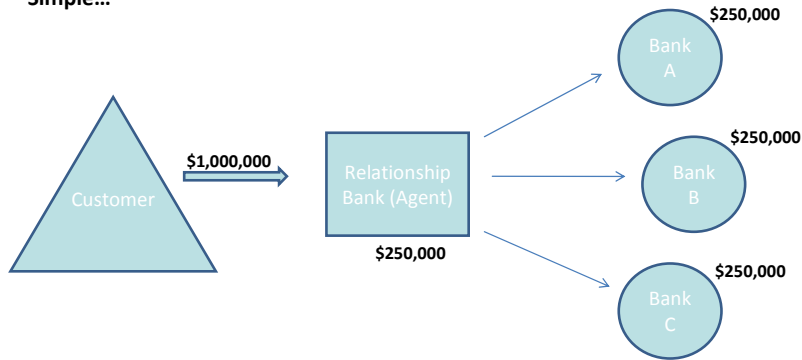 Simple…
$250,000
Bank
A
$1,000,000
Customer
Relationship
Bank (Agent)
$250,000
$250,000
Bank
B
$250,000
Bank
C